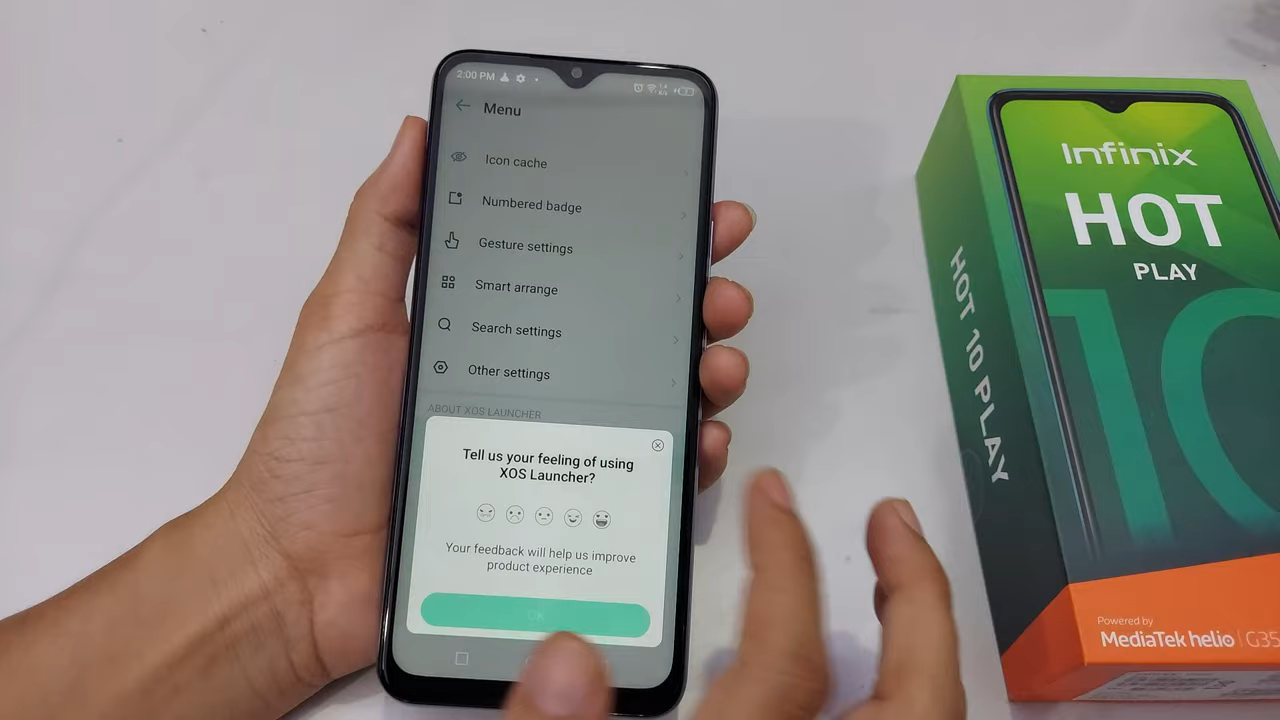 2:00 PM
Menu
Icon cache
Numbered badge
Gesture settings
Smart arrange
Search settings
Other settings
ABOUT XOS LAUNCHER
Tell us your feeling of using
XOS Launcher?
Your feedback will help us improve
product experience
OK
Infinix
HOT
PLAY
10
HOT 10 PLAY
Powered by
MediaTek helio | G35